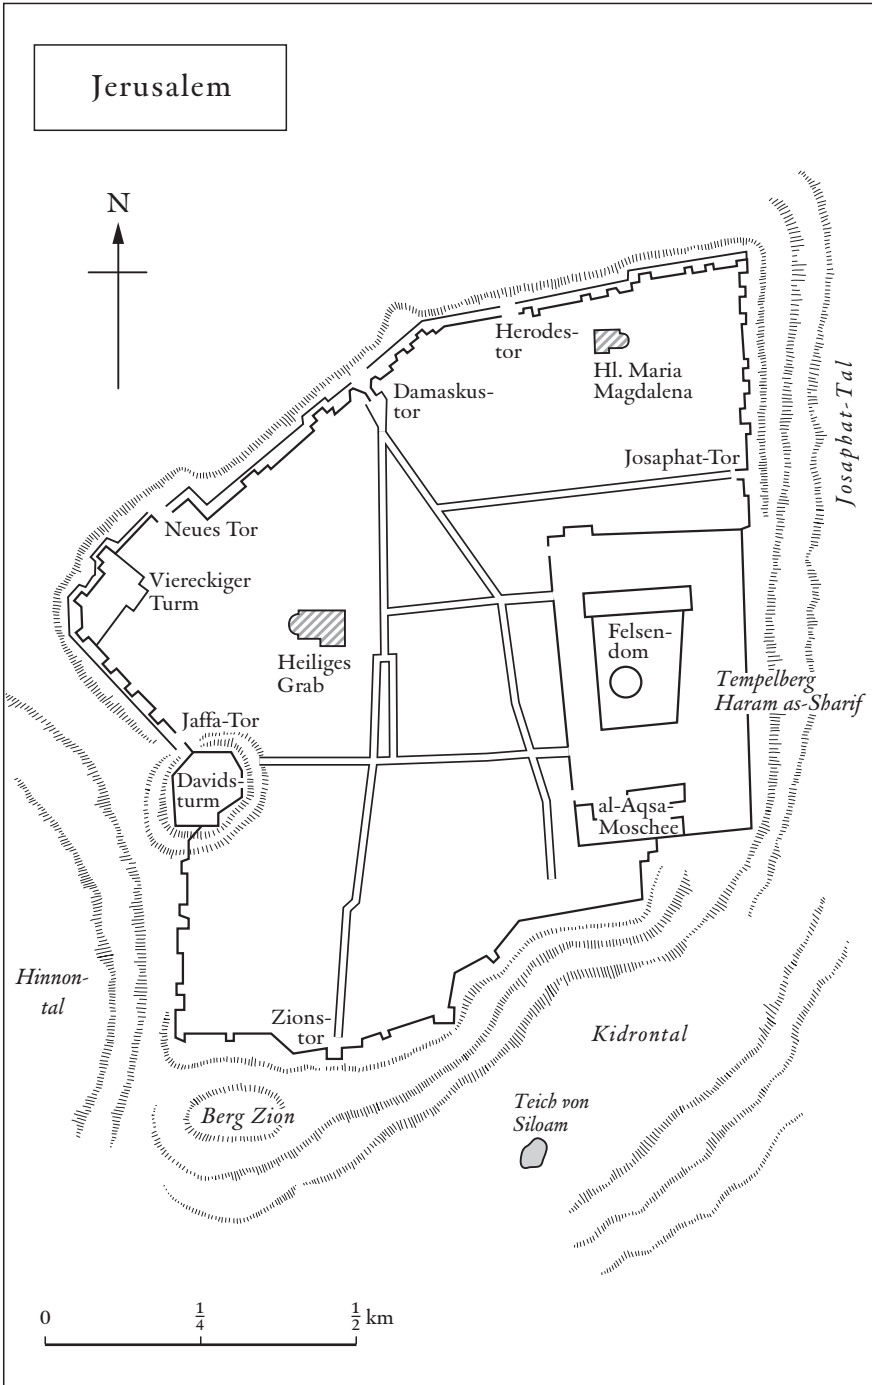 Jerusalem
N
Herodes-
tor
Hl. Maria
Magdalena
Damaskus-
tor
Josaphat-Tal
Josaphat-Tor
Neues Tor
Viereckiger
Turm
Felsen-
dom
Heiliges
Grab
Tempelberg
Haram as-Sharif
Jaffa-Tor
Davids-
turm
al-Aqsa-
Moschee
Hinnon-
tal
Zions-
tor
Kidrontal
Berg Zion
Teich von
Siloam
0 1/4 1/2 km